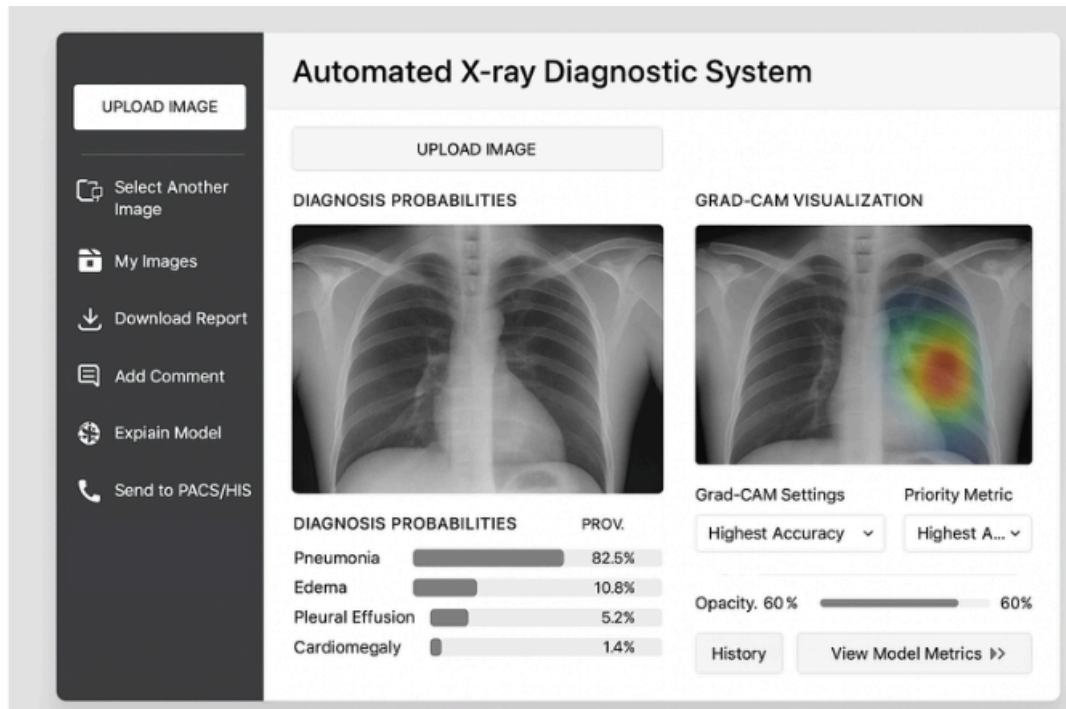 Automated X-ray Diagnostic System
UPLOAD IMAGE
Select Another
Image
My Images
Download Report
Add Comment
Expiain Model
Send to PACS/HIS
UPLOAD IMAGE
DIAGNOSIS PROBABILITIES
DIAGNOSIS PROBABILITIES PROV.
Pneumonia 82.5%
Edema 10.8%
Pleural Effusion 5.2%
Cardiomegaly 1.4%
GRAD-CAM VISUALIZATION
Grad-CAM Settings Priority Metric
Highest Accuracy Highest A...
Opacity. 60% 60%
History View Model Metrics